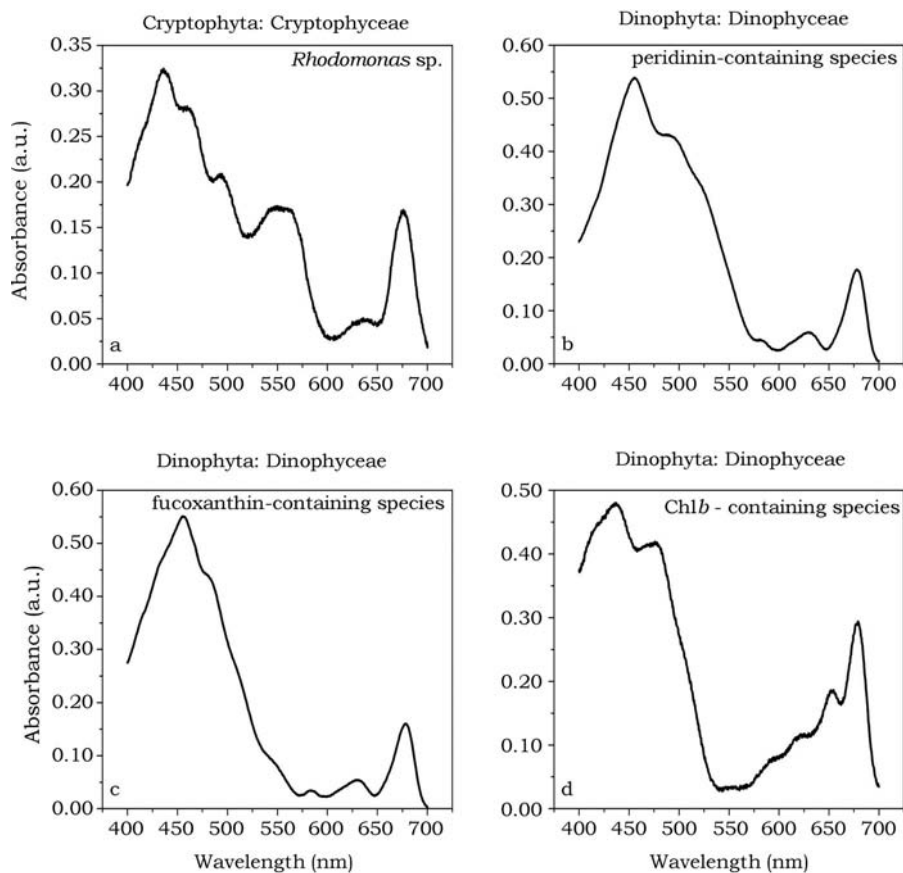 Cryptophyta: Cryptophyceae
Rhodomonas sp.
0.35
0.30
0.25
0.20
0.15
0.10
0.05
0.00
Absorbance (a.u.)
a
400 450 500 550 600 650 700
Dinophyta: Dinophyceae
peridinin-containing species
0.60
0.50
0.40
0.30
0.20
0.10
0.00
b
400 450 500 550 600 650 700
Dinophyta: Dinophyceae
fucoxanthin-containing species
0.60
0.50
0.40
0.30
0.20
0.10
0.00
Absorbance (a.u.)
c
400 450 500 550 600 650 700
Wavelength (nm)
Dinophyta: Dinophyceae
Chlb - containing species
0.50
0.40
0.30
0.20
0.10
0.00
d
400 450 500 550 600 650 700
Wavelength (nm)